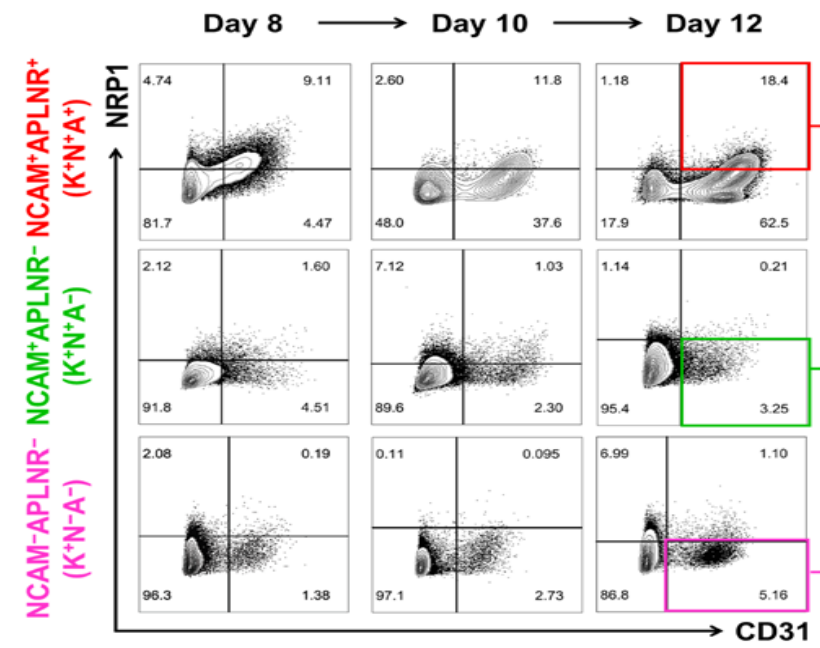 Day 8 Day 10 Day 12
NRP1
NCAM⁺APLNR⁺
(K⁺N⁺A⁺)
4.74 9.11 2.60 11.8 1.18 18.4
81.7 4.47 48.0 37.6 17.9 62.5
NCAM⁺APLNR⁻
(K⁺N⁺A⁻)
2.12 1.60 7.12 1.03 1.14 0.21
91.8 4.51 89.6 2.30 95.4 3.25
NCAM⁻APLNR⁻
(K⁺N⁻A⁻)
2.08 0.19 0.11 0.095 6.99 1.10
96.3 1.38 97.1 2.73 86.8 5.16
CD31